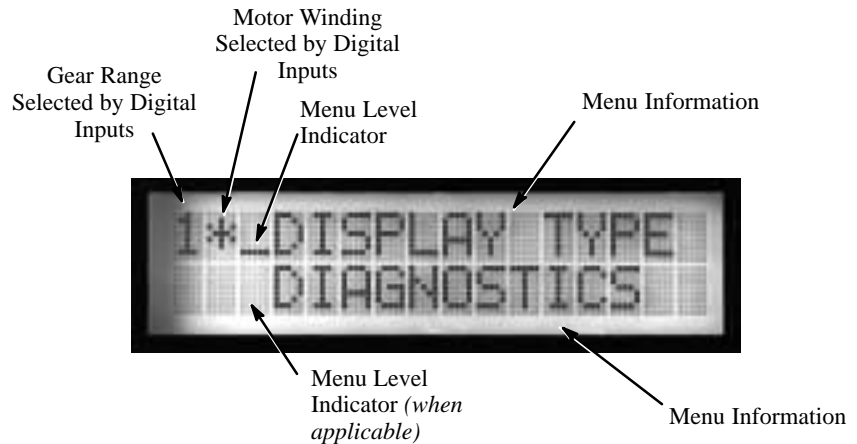 Motor Winding
Selected by Digital
Inputs
Gear Range
Selected by Digital
Inputs
Menu Level
Indicator
Menu Information
1*_DISPLAY TYPE
DIAGNOSTICS
Menu Level
Indicator (when
applicable)
Menu Information